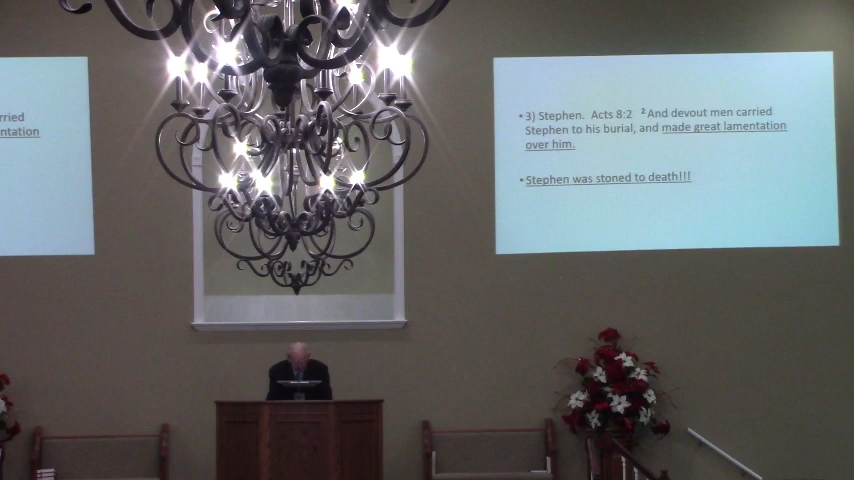 rried
ntation
• 3) Stephen. Acts 8:2 ² And devout men carried
Stephen to his burial, and made great lamentation
over him.
• Stephen was stoned to death!!!